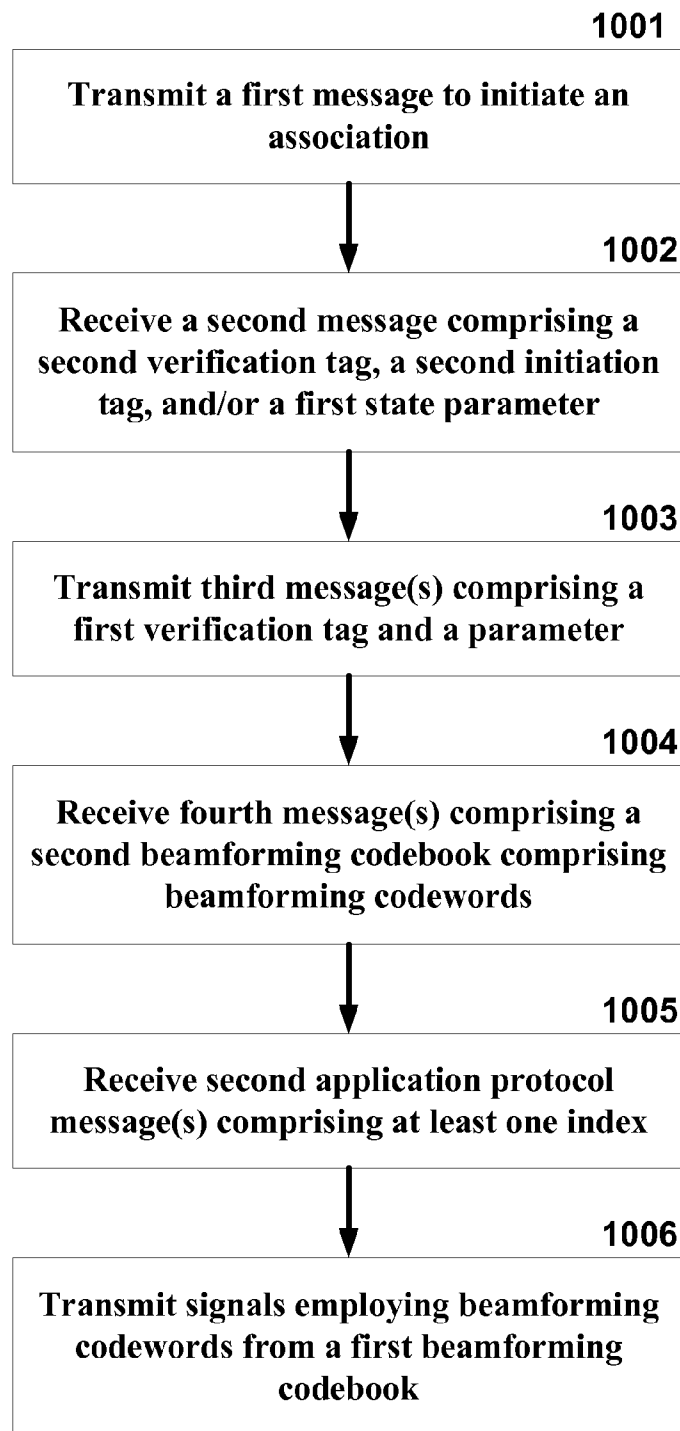 1001
Transmit a first message to initiate an
association
1002
Receive a second message comprising a
second verification tag, a second initiation
tag, and/or a first state parameter
1003
Transmit third message(s) comprising a
first verification tag and a parameter
1004
Receive fourth message(s) comprising a
second beamforming codebook comprising
beamforming codewords
1005
Receive second application protocol
message(s) comprising at least one index
1006
Transmit signals employing beamforming
codewords from a first beamforming
codebook